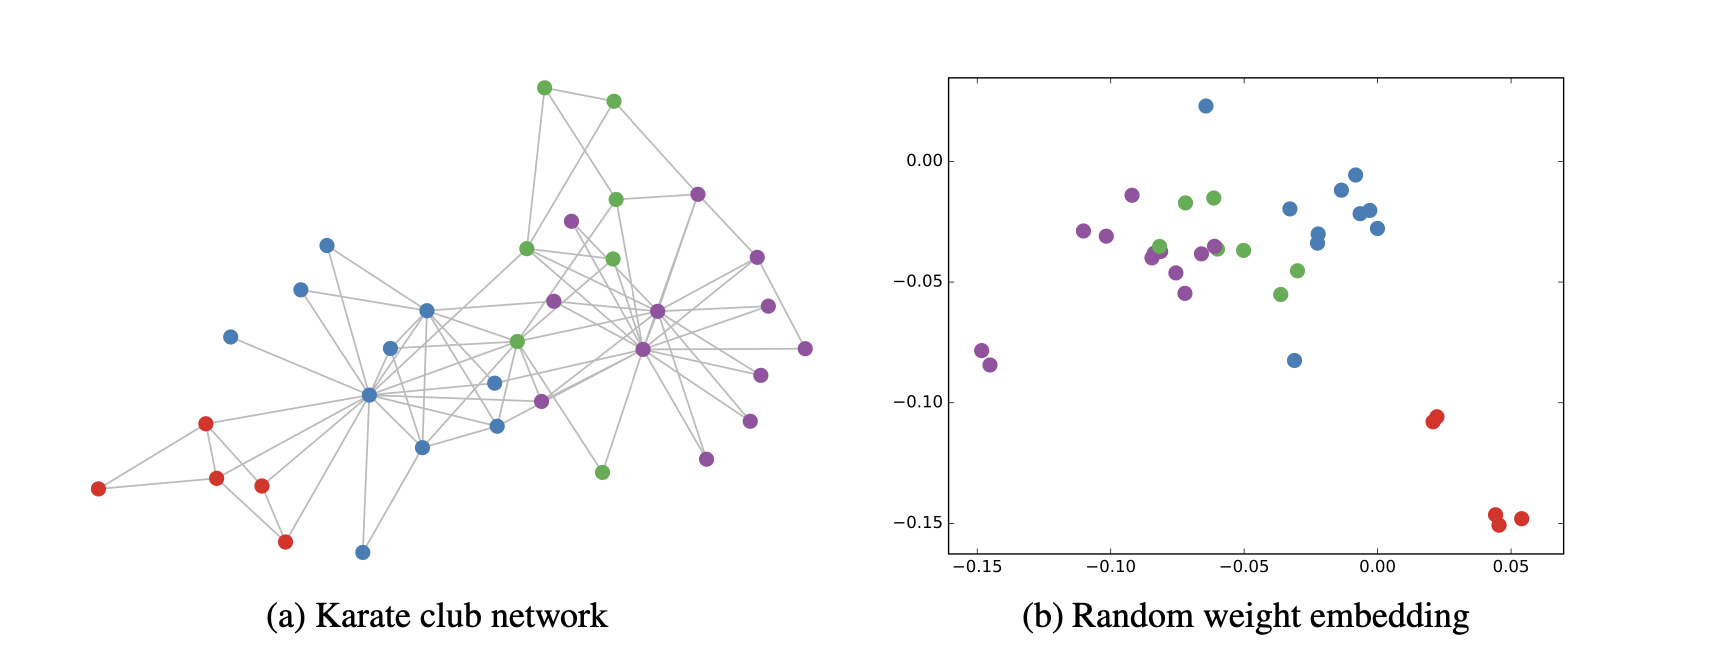 0.00
−0.05
−0.10
−0.15
−0.15 −0.10 −0.05 0.00 0.05
(a) Karate club network
(b) Random weight embedding